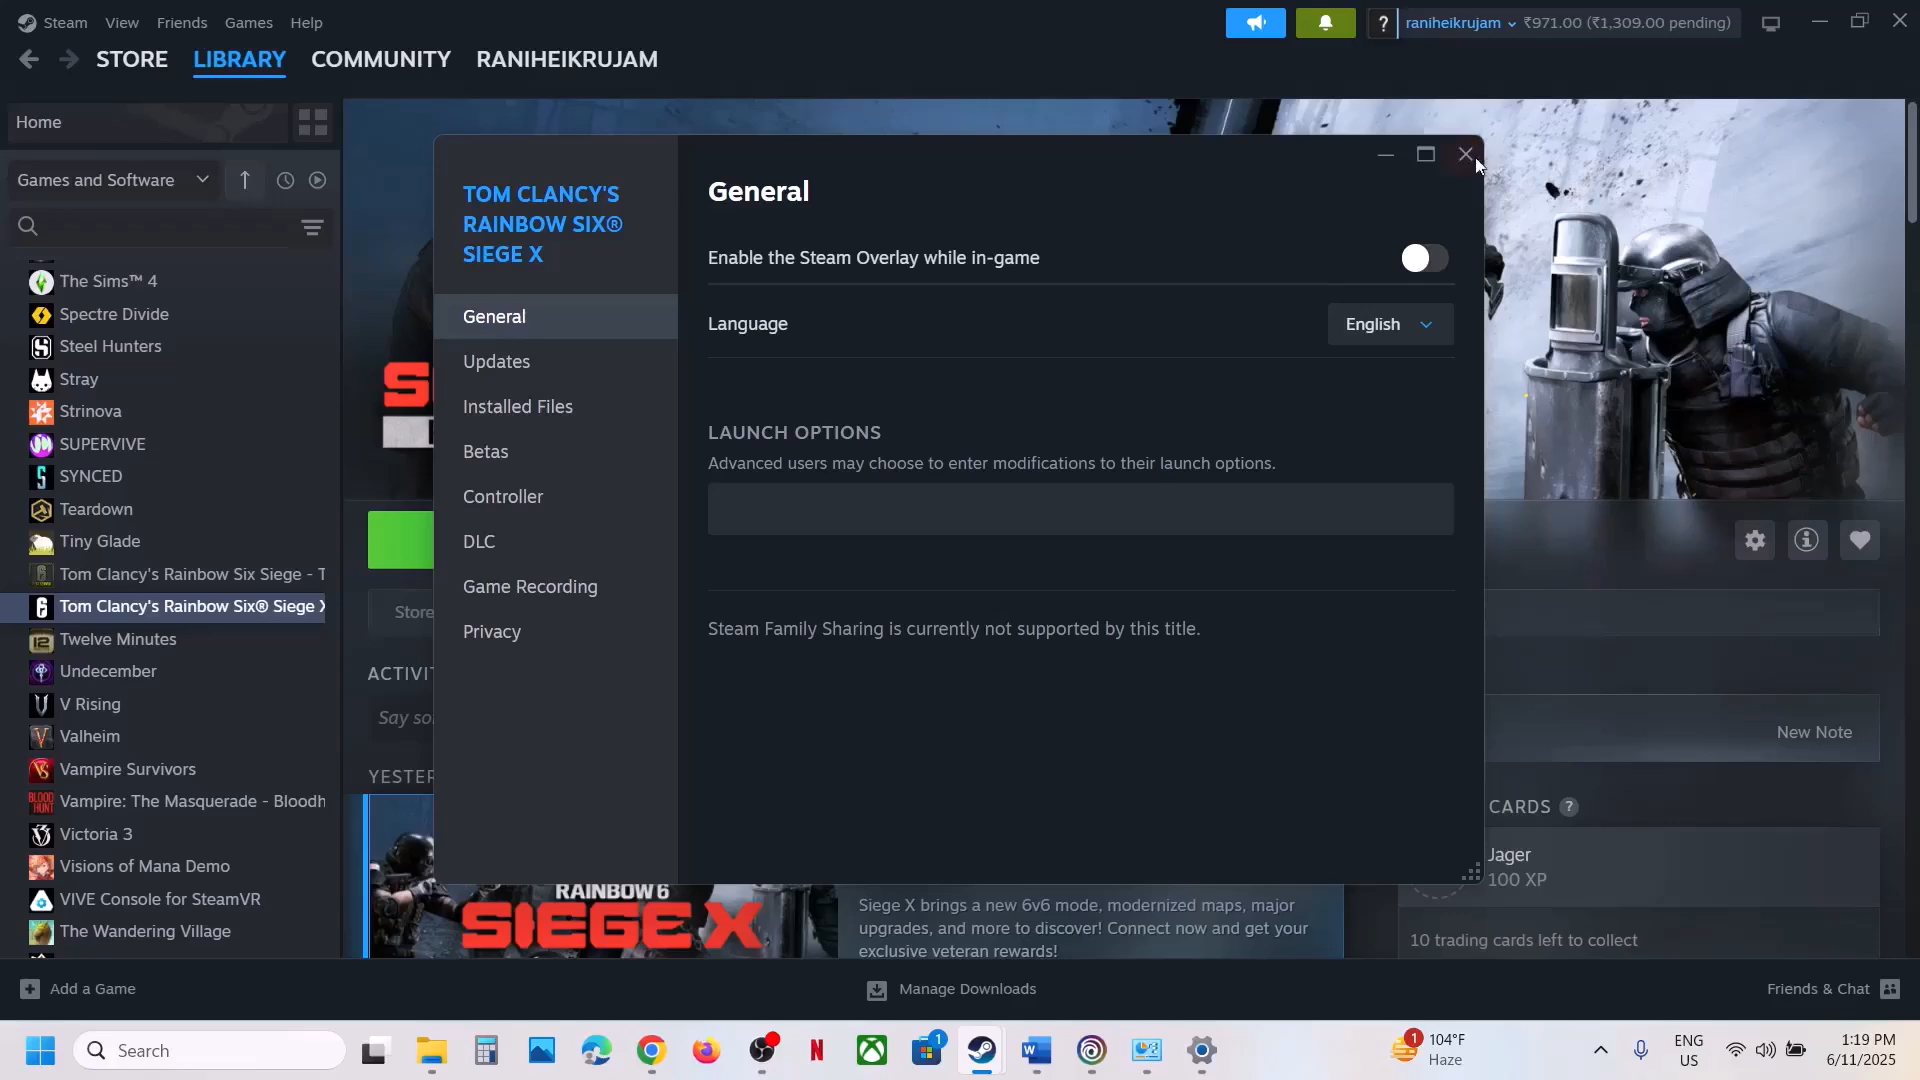 Steam View Friends Games Help
? raniheikrujam ₹971.00 (₹1,309.00 pending)
STORE LIBRARY COMMUNITY RANIHEIKRUJAM
Home
Games and Software
The Sims™ 4
Spectre Divide
Steel Hunters
Stray
Strinova
SUPERVIVE
SYNCED
Teardown
Tiny Glade
Tom Clancy's Rainbow Six Siege - T
Tom Clancy's Rainbow Six® Siege X
Twelve Minutes
Undecember
V Rising
Valheim
Vampire Survivors
Vampire: The Masquerade - Bloodh
Victoria 3
Visions of Mana Demo
VIVE Console for SteamVR
The Wandering Village
TOM CLANCY'S
RAINBOW SIX®
SIEGE X
General
Updates
Installed Files
Betas
Controller
DLC
Game Recording
Privacy
General
Enable the Steam Overlay while in-game
Language English
LAUNCH OPTIONS
Advanced users may choose to enter modifications to their launch options.
Steam Family Sharing is currently not supported by this title.
S
Store
ACTIVIT
Say so
YESTER
RAINBOW6
SIEGE X
Siege X brings a new 6v6 mode, modernized maps, major
upgrades, and more to discover! Connect now and get your
exclusive veteran rewards!
New Note
CARDS ?
Jager
100 XP
10 trading cards left to collect
Add a Game
Manage Downloads
Friends & Chat
Search
1
1
104°F
Haze
ENG
US
1:19 PM
6/11/2025